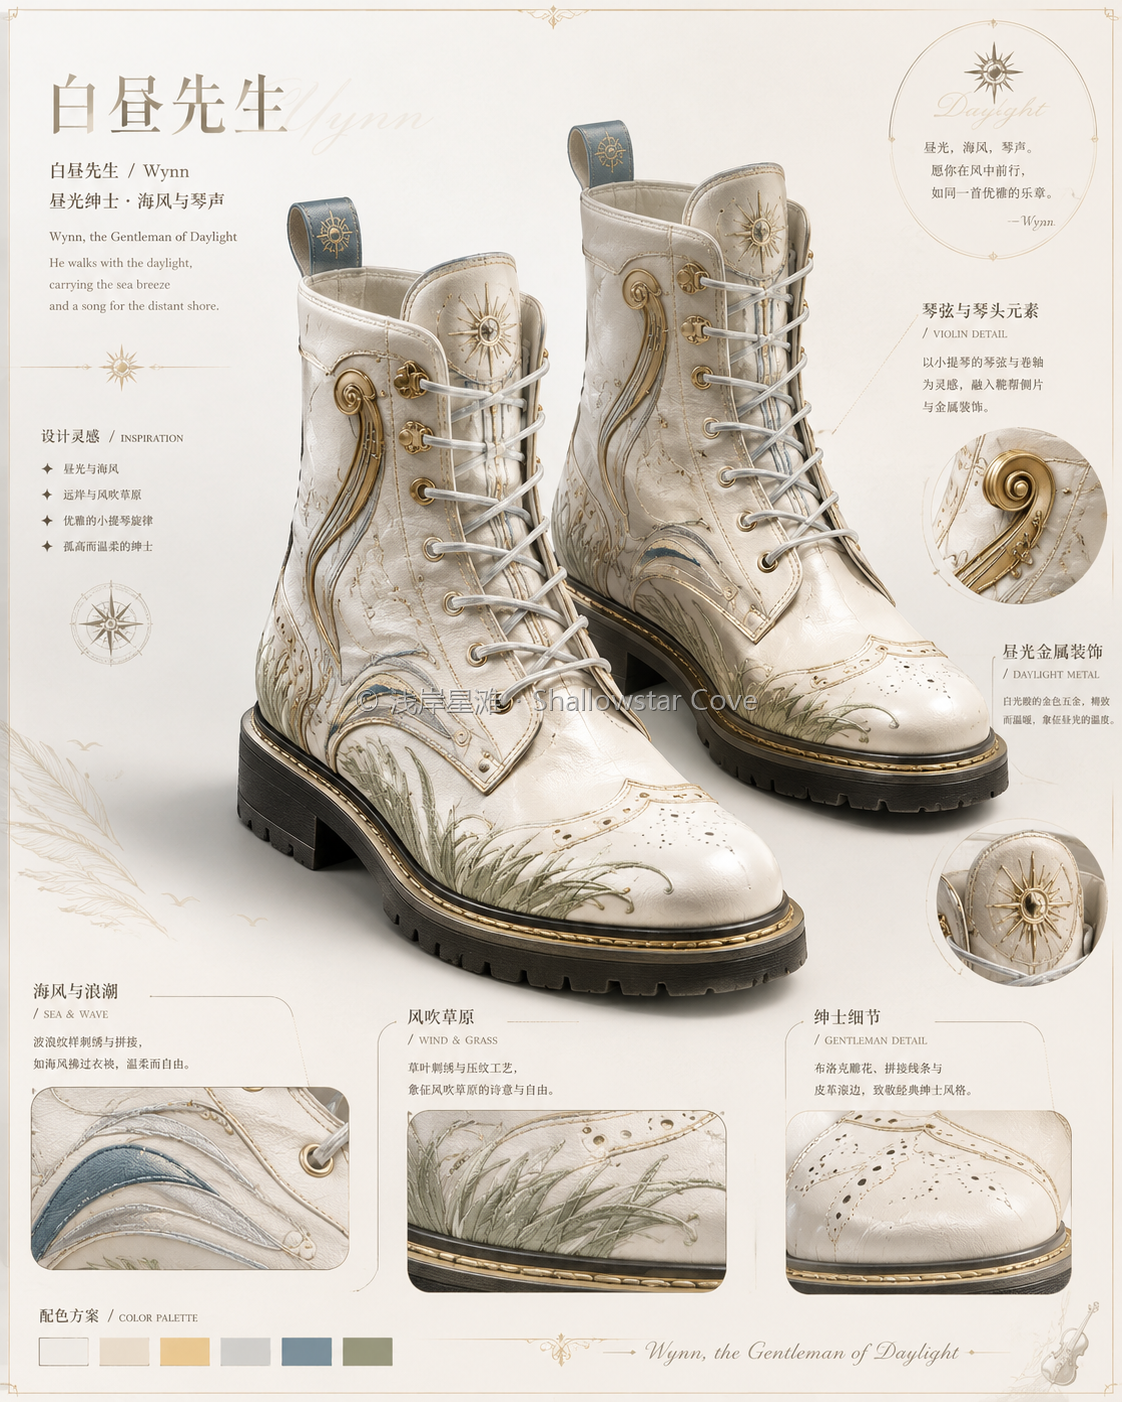 白昼先生
Wynn
白昼先生 / Wynn
昼光绅士 · 海风与琴声
Wynn, the Gentleman of Daylight
He walks with the daylight,
carrying the sea breeze
and a song for the distant shore.
设计灵感 / INSPIRATION
昼光与海风
远岸与风吹草原
优雅的小提琴旋律
孤高而温柔的绅士
Daylight
昼光，海风，琴声。
愿你在风中前行，
如同一首优雅的乐章。
—Wynn
琴弦与琴头元素
/ VIOLIN DETAIL
以小提琴的琴弦与卷轴
为灵感，融入靴帮侧片
与金属装饰。
昼光金属装饰
/ DAYLIGHT METAL
白光般的金色五金，精致
而温暖，象征昼光的温度。
© 浅岸星滩 · Shallowstar Cove
海风与浪潮
/ SEA & WAVE
波浪纹样刺绣与拼接，
如海风拂过衣袂，温柔而自由。
风吹草原
/ WIND & GRASS
草叶刺绣与压纹工艺，
象征风吹草原的诗意与自由。
绅士细节
/ GENTLEMAN DETAIL
布洛克雕花、拼接线条与
皮革滚边，致敬经典绅士风格。
配色方案 / COLOR PALETTE
Wynn, the Gentleman of Daylight